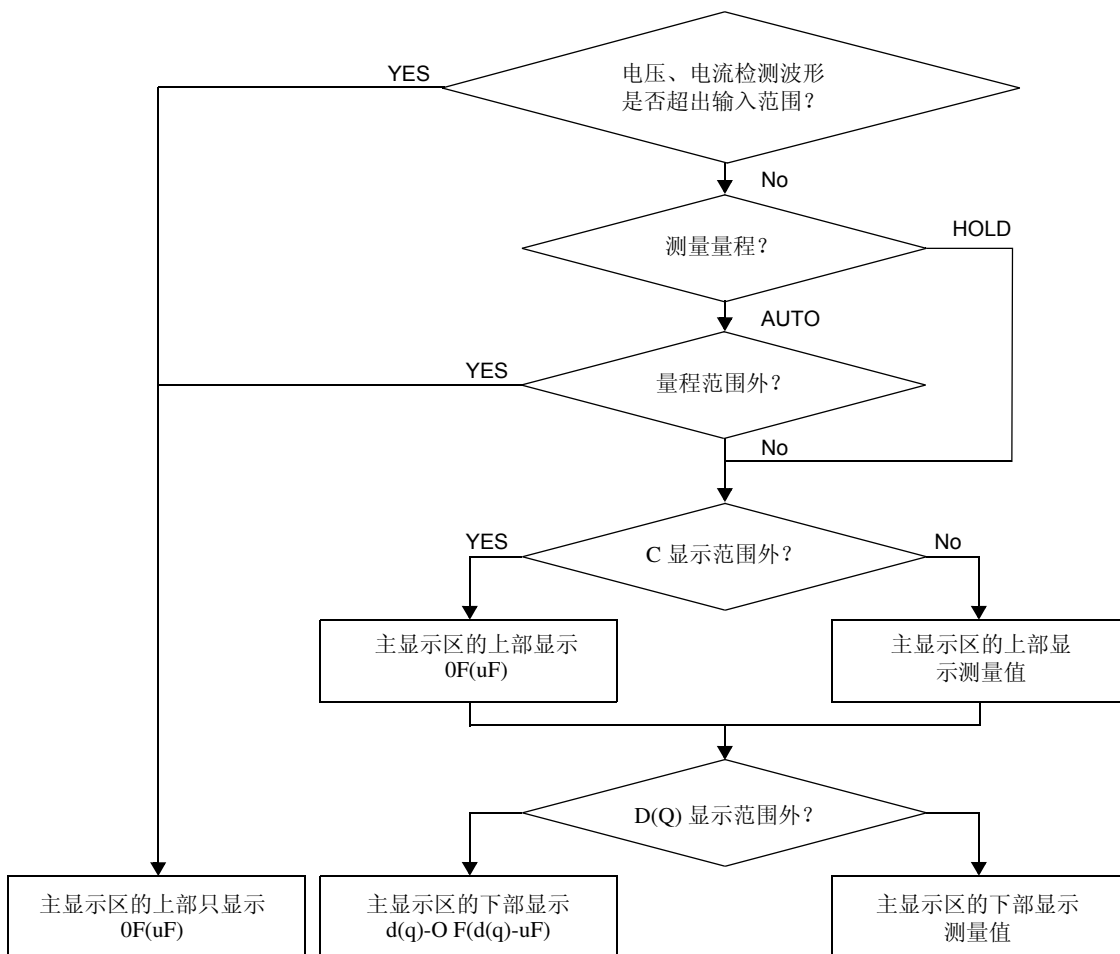 YES
电压、电流检测波形
是否超出输入范围？
No
测量量程？
HOLD
AUTO
YES
量程范围外？
No
YES
C 显示范围外？
No
主显示区的上部显示
0F(uF)
主显示区的上部显
示测量值
D(Q) 显示范围外？
主显示区的上部只显示
0F(uF)
主显示区的下部显示
d(q)-O F(d(q)-uF)
主显示区的下部显示
测量值